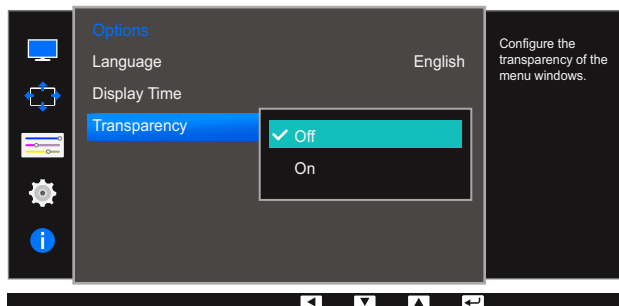 Options
Language English
Display Time
Transparency
Off
On
Configure the
transparency of the
menu windows.